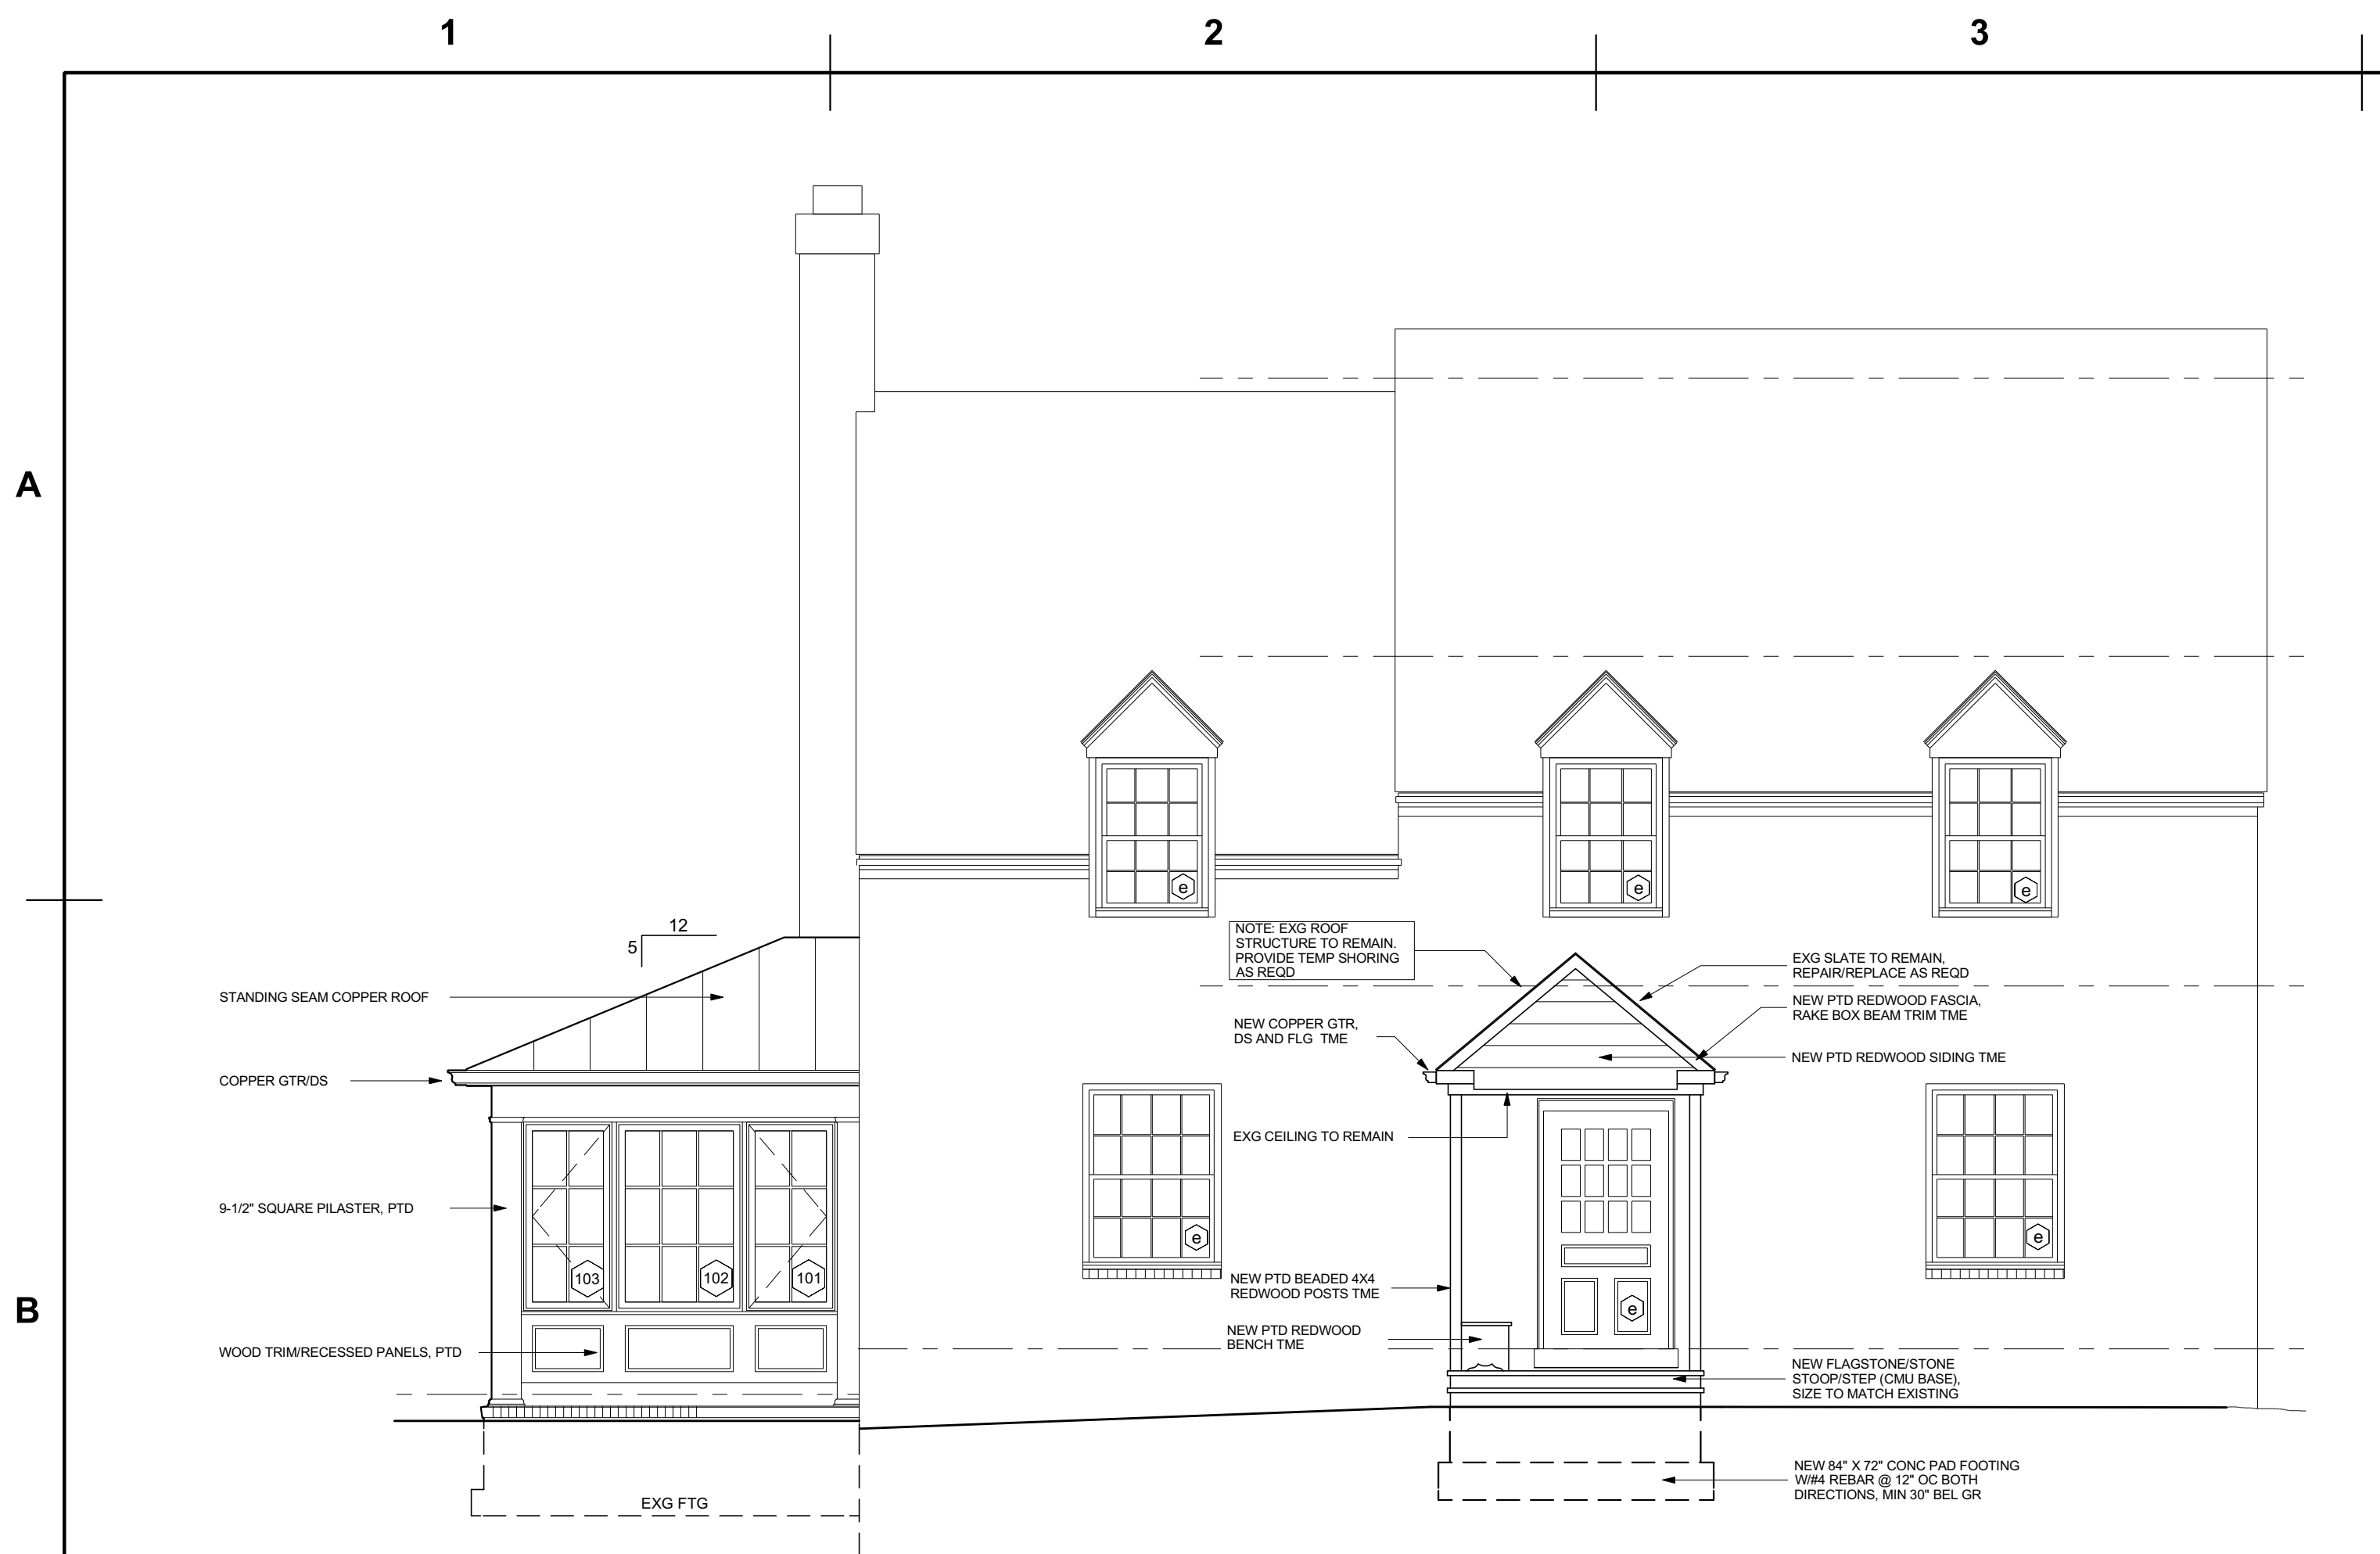 1
2
3
A
B
12
5
STANDING SEAM COPPER ROOF
COPPER GTR/DS
9-1/2" SQUARE PILASTER, PTD
WOOD TRIM/RECESSED PANELS, PTD
103
102
101
EXG FTG
e
e
e
NOTE: EXG ROOF
STRUCTURE TO REMAIN.
PROVIDE TEMP SHORING
AS REQD
NEW COPPER GTR,
DS AND FLG TME
EXG CEILING TO REMAIN
e
NEW PTD BEADED 4X4
REDWOOD POSTS TME
NEW PTD REDWOOD
BENCH TME
e
EXG SLATE TO REMAIN,
REPAIR/REPLACE AS REQD
NEW PTD REDWOOD FASCIA,
RAKE BOX BEAM TRIM TME
NEW PTD REDWOOD SIDING TME
e
NEW FLAGSTONE/STONE
STOOP/STEP (CMU BASE),
SIZE TO MATCH EXISTING
NEW 84" X 72" CONC PAD FOOTING
W/#4 REBAR @ 12" OC BOTH
DIRECTIONS, MIN 30" BEL GR